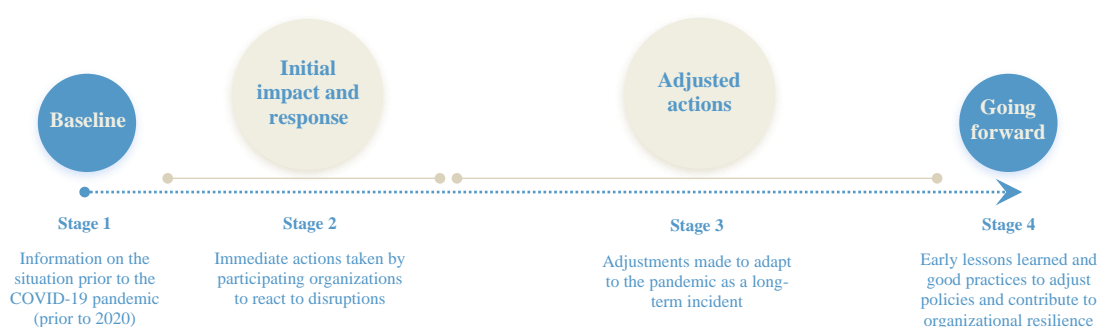 Baseline
Initial
impact and
response
Adjusted
actions
Going
forward
Stage 1
Information on the
situation prior to the
COVID-19 pandemic
(prior to 2020)
Stage 2
Immediate actions taken by
participating organizations
to react to disruptions
Stage 3
Adjustments made to adapt
to the pandemic as a long-
term incident
Stage 4
Early lessons learned and
good practices to adjust
policies and contribute to
organizational resilience